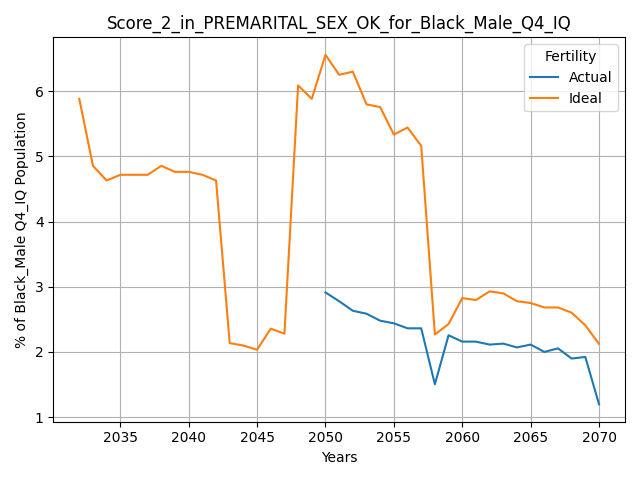 Score_2_in_PREMARITAL_SEX_OK_for_Black_Male_Q4_IQ
% of Black_Male Q4_IQ Population
6
5
4
3
2
1
Fertility
Actual
Ideal
2035 2040 2045 2050 2055 2060 2065 2070
Years